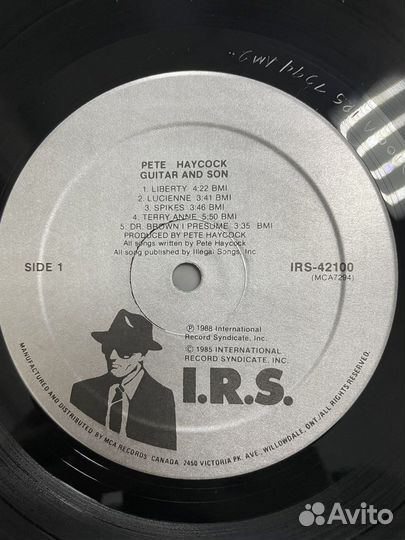 PETE HAYCOCK
GUITAR AND SON
1. LIBERTY 4:22 BMI
2. LUCIENNE 3:41 BMI
3. SPIKES 3:46 BMI
4. TERRY ANNE 5:50 BMI
5. DR. BROWN I PRESUME 3:35 BMI
PRODUCED BY PETE HAYCOCK
All songs written by Pete Haycock
All song published by Illegal Songs, Inc.
SIDE 1
IRS-42100
(MCA7294)
Ⓟ 1988 International
Record Syndicate, Inc.
© 1985 INTERNATIONAL
RECORD SYNDICATE, INC.
I.R.S.
MANUFACTURED AND DISTRIBUTED BY MCA RECORDS CANADA 2450 VICTORIA PK. AVE., WILLOWDALE, ONT./ALL RIGHTS RESERVED.
Avito